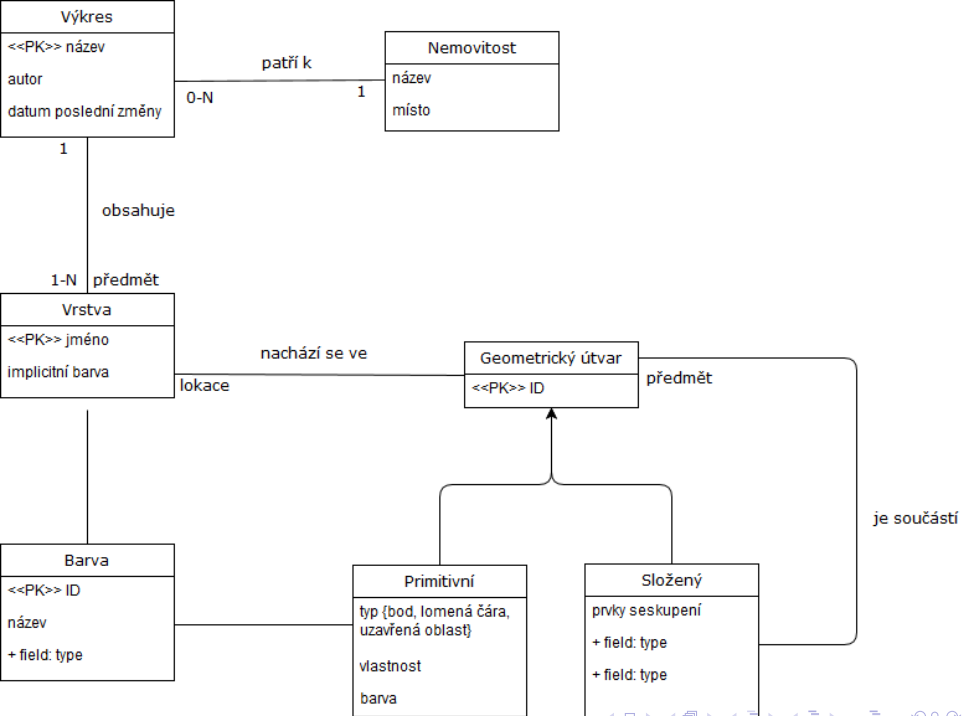 Výkres
<<PK>> název
autor
datum poslední změny
patří k
0-N
1
Nemovitost
název
místo
1
obsahuje
1-N
předmět
Vrstva
<<PK>> jméno
implicitní barva
nachází se ve
lokace
Geometrický útvar
<<PK>> ID
předmět
je součástí
Barva
<<PK>> ID
název
+ field: type
Primitivní
typ {bod, lomená čára,
uzavřená oblast}
vlastnost
barva
Složený
prvky seskupení
+ field: type
+ field: type